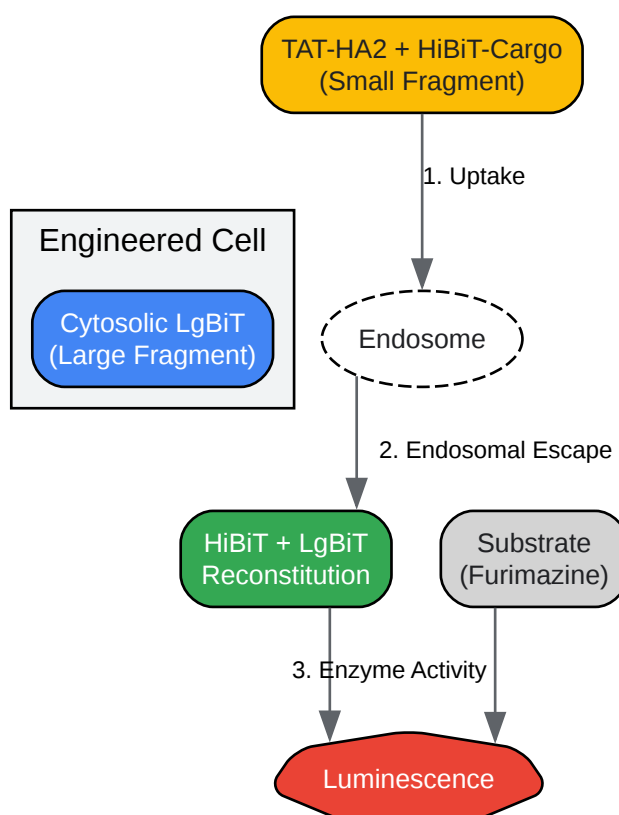 TAT-HA2 + HiBiT-Cargo
(Small Fragment)
1. Uptake
Engineered Cell
Cytosolic LgBiT
(Large Fragment)
Endosome
2. Endosomal Escape
HiBiT + LgBiT
Reconstitution
Substrate
(Furimazine)
3. Enzyme Activity
Luminescence